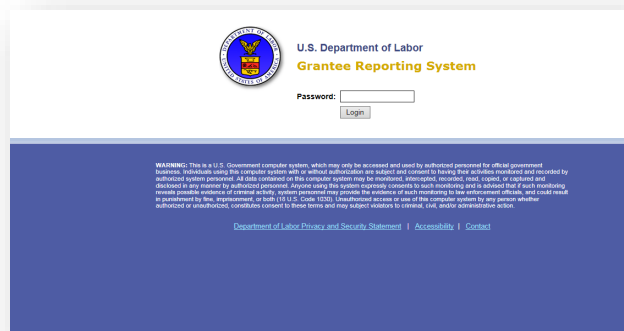 DEPARTMENT OF LABOR
UNITED STATES OF AMERICA
U.S. Department of Labor
Grantee Reporting System
Password:
Login
WARNING: This is a U.S. Government computer system, which may only be accessed and used by authorized personnel for official government
business. Individuals using this computer system with or without authorization are subject and consent to having their activities monitored and recorded by
authorized system personnel. All data contained on this computer system may be monitored, intercepted, recorded, read, copied, or captured and
disclosed in any manner by authorized personnel. Anyone using this system expressly consents to such monitoring and is advised that if such monitoring
reveals possible evidence of criminal activity, system personnel may provide the evidence of such monitoring to law enforcement officials, and could result
in punishment by fine, imprisonment, or both (18 U.S. Code 1030). Unauthorized access or use of this computer system by any person whether
authorized or unauthorized, constitutes consent to these terms and may subject violators to criminal, civil, and/or administrative action.
Department of Labor Privacy and Security Statement | Accessibility | Contact